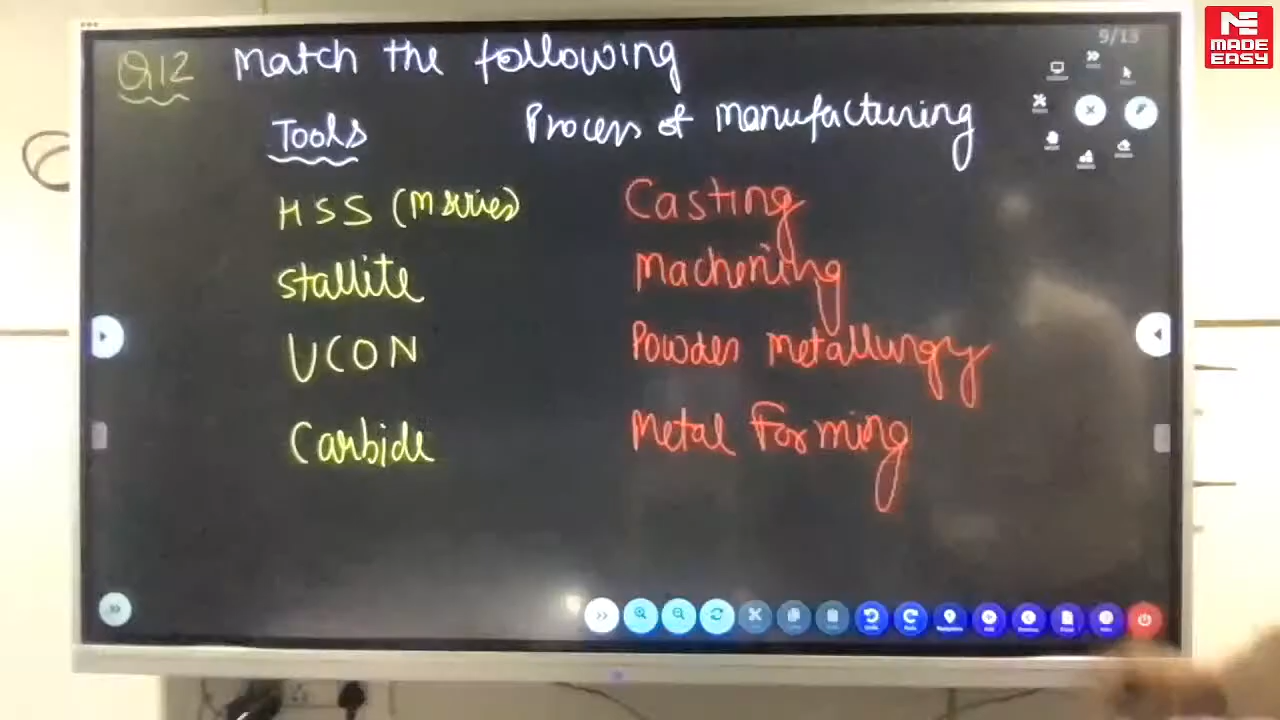 9/13
MADE EASY
Q12 Match the following
Tools Process of manufacturing
HSS (M series) Casting
Stallite Machening
UCON Powder metallurgy
Carbide Metal Forming